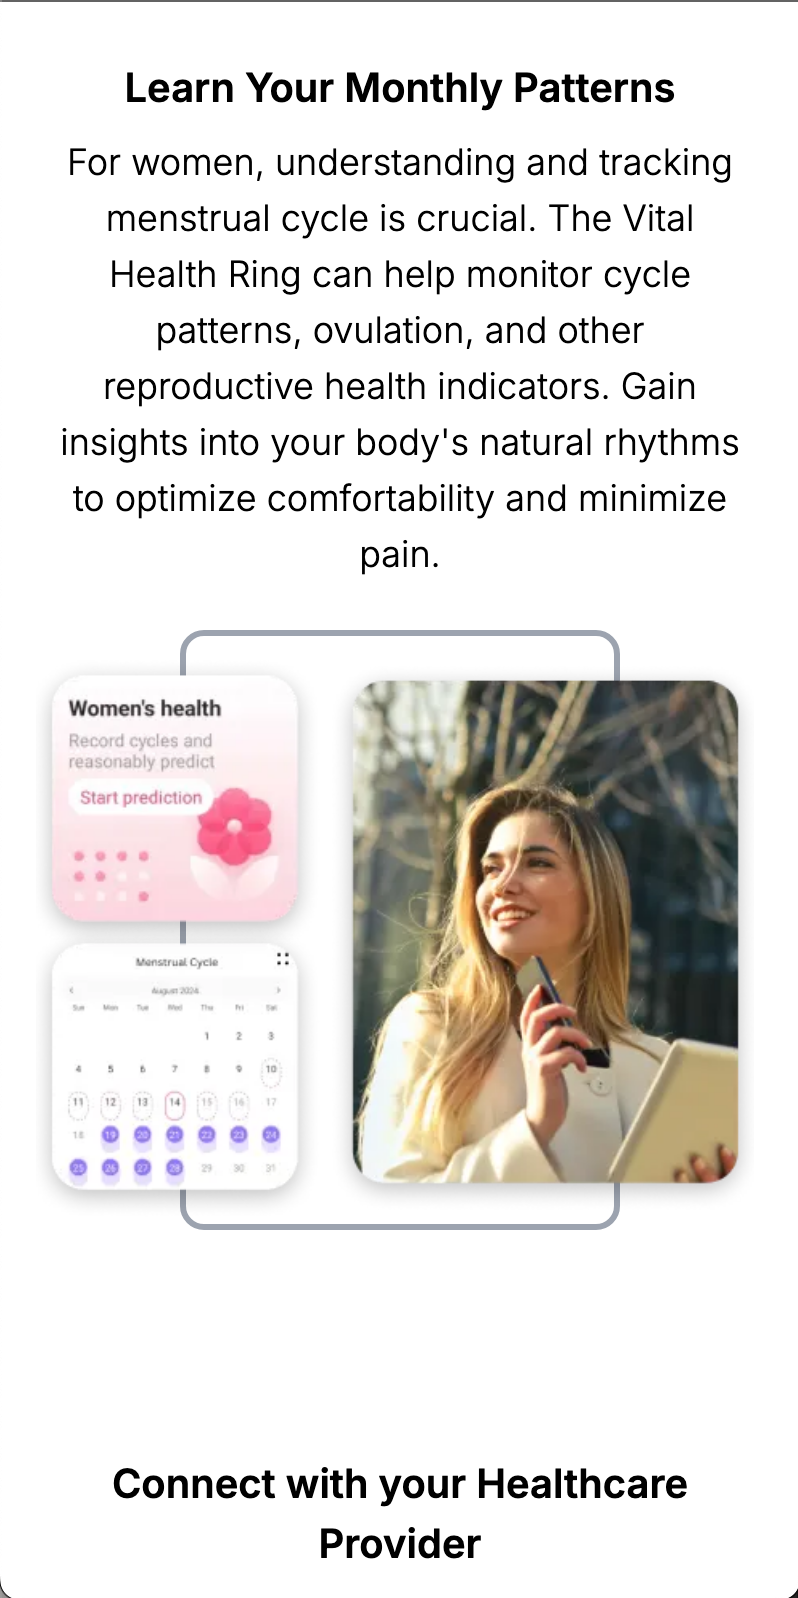 Learn Your Monthly Patterns
For women, understanding and tracking
menstrual cycle is crucial. The Vital
Health Ring can help monitor cycle
patterns, ovulation, and other
reproductive health indicators. Gain
insights into your body's natural rhythms
to optimize comfortability and minimize
pain.
Women's health
Record cycles and
reasonably predict
Start prediction
Menstrual Cycle
August 2024
Sun Mon Tue Wed Thu Fri Sat
1 2 3
4 5 6 7 8 9 10
11 12 13 14 15 16 17
18 19 20 21 22 23 24
25 26 27 28 29 30 31
Connect with your Healthcare
Provider